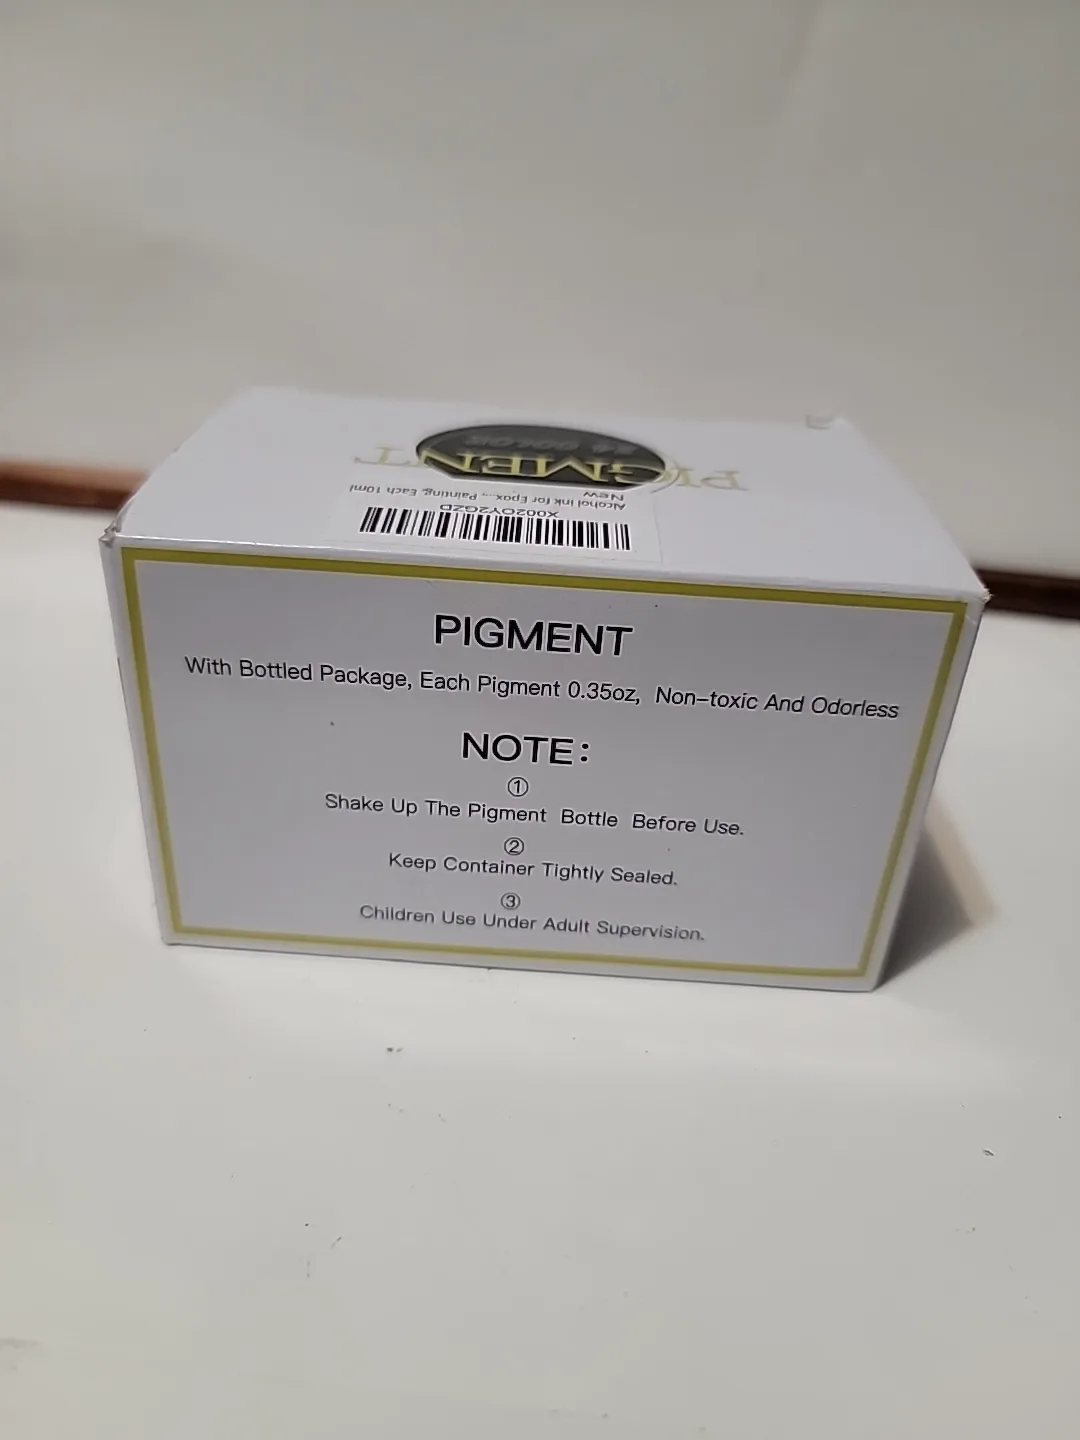 PIGMENT
New
Alcohol Ink for Epox... Painting, Each 10ml
X002OY2GZD
PIGMENT
With Bottled Package, Each Pigment 0.35oz, Non-toxic And Odorless
NOTE:
①
Shake Up The Pigment Bottle Before Use.
②
Keep Container Tightly Sealed.
③
Children Use Under Adult Supervision.